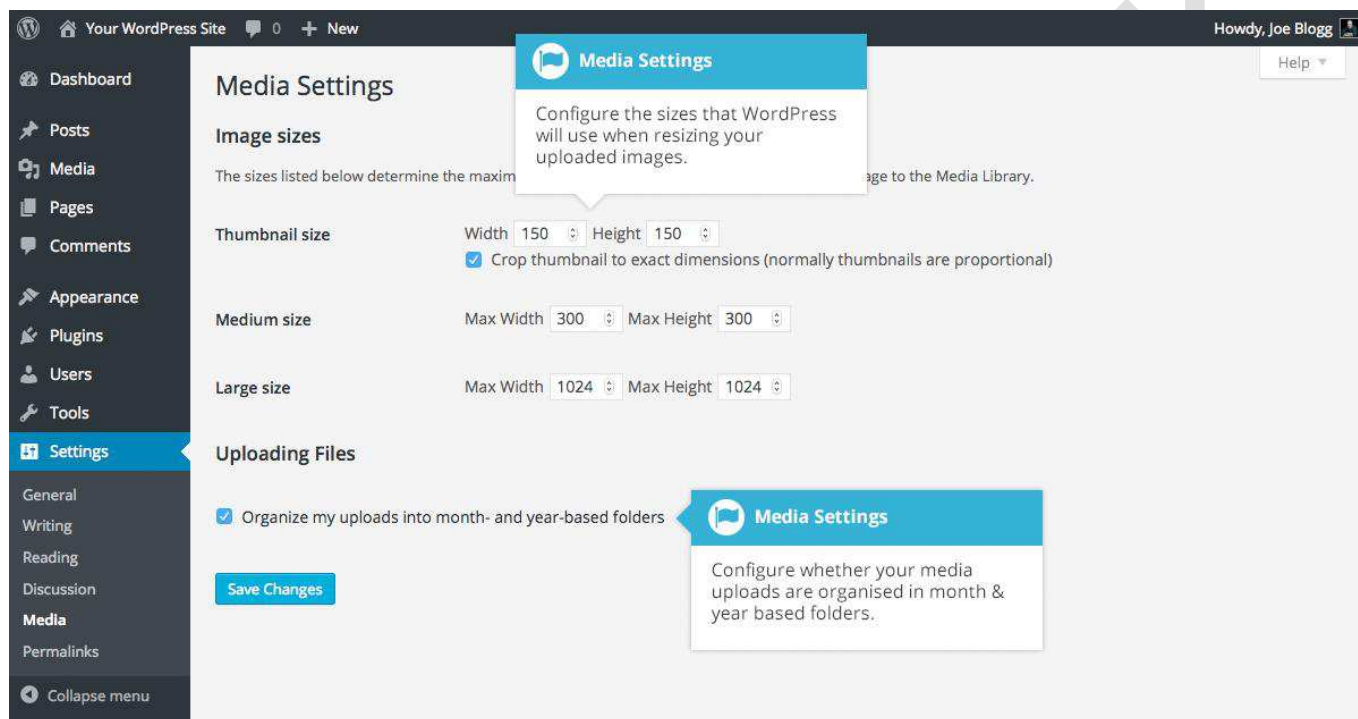 Your WordPress Site 0 + New Howdy, Joe Blogg
Help
Dashboard
Posts
Media
Pages
Comments
Appearance
Plugins
Users
Tools
Settings
General
Writing
Reading
Discussion
Media
Permalinks
Collapse menu
Media Settings
Image sizes
The sizes listed below determine the maxim
age to the Media Library.
Media Settings
Configure the sizes that WordPress
will use when resizing your
uploaded images.
Thumbnail size Width 150 Height 150
Crop thumbnail to exact dimensions (normally thumbnails are proportional)
Medium size Max Width 300 Max Height 300
Large size Max Width 1024 Max Height 1024
Uploading Files
Organize my uploads into month- and year-based folders
Media Settings
Configure whether your media
uploads are organised in month &
year based folders.
Save Changes